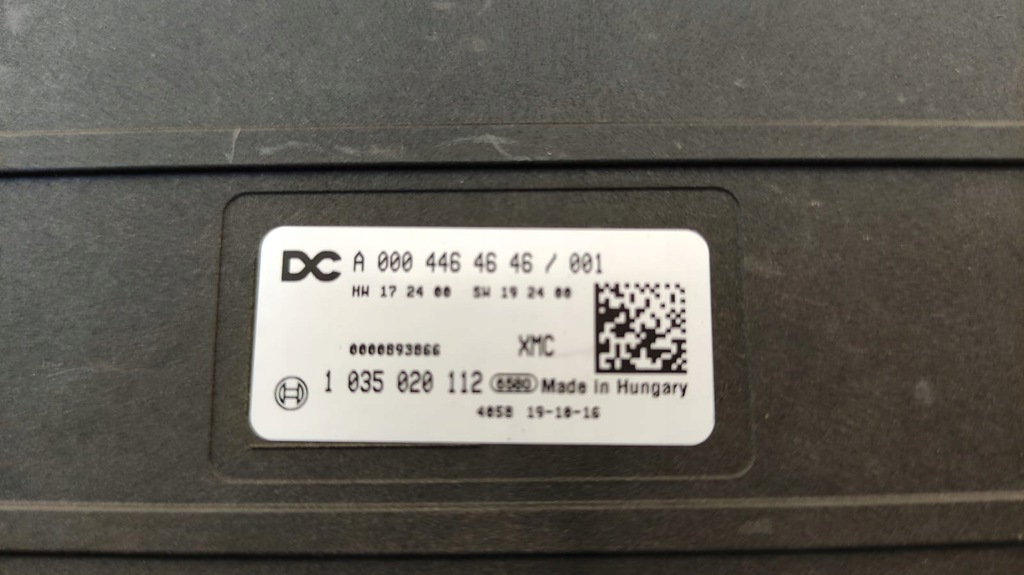 DC A 000 446 46 46 / 001
HW 17 24 00 SW 19 24 00
XMC
0000893866
1 035 020 112 6580 Made in Hungary
4058 19-10-16